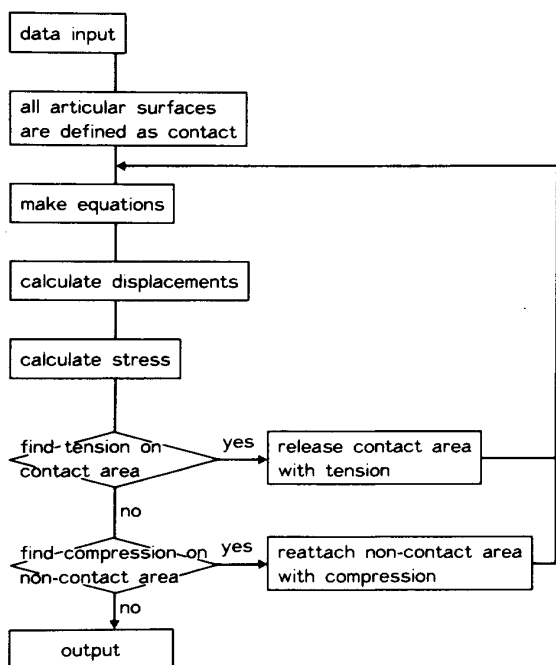 data input
all articular surfaces
are defined as contact
make equations
calculate displacements
calculate stress
find tension on
contact area
yes
release contact area
with tension
no
find compression on
non-contact area
yes
reattach non-contact area
with compression
no
output